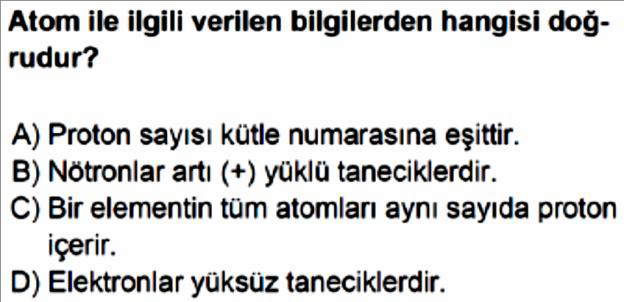 Atom ile ilgili verilen bilgilerden hangisi doğ-
rudur?
A) Proton sayısı kütle numarasına eşittir.
B) Nötronlar artı (+) yüklü taneciklerdir.
C) Bir elementin tüm atomları aynı sayıda proton
içerir.
D) Elektronlar yüksüz taneciklerdir.